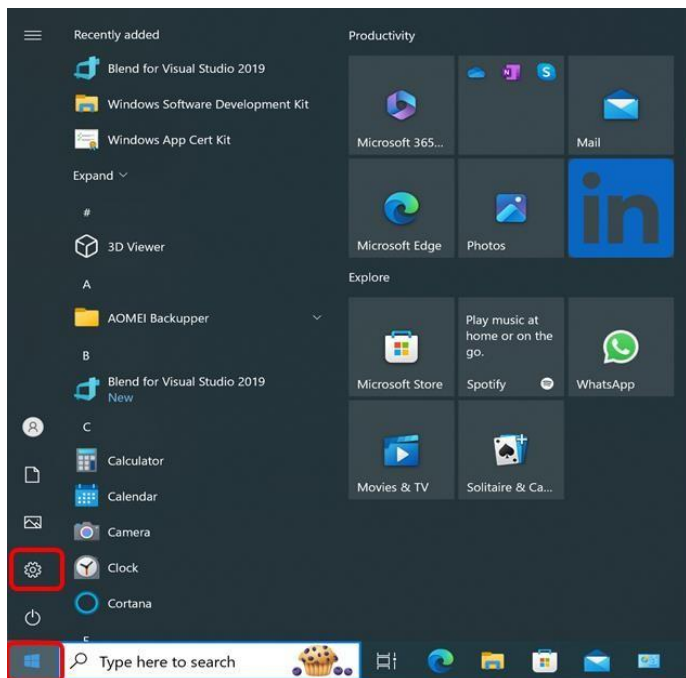 Recently added
Blend for Visual Studio 2019
Windows Software Development Kit
Windows App Cert Kit
Expand
#
3D Viewer
A
AOMEI Backupper
B
Blend for Visual Studio 2019
New
C
Calculator
Calendar
Camera
Clock
Cortana
Productivity
N
S
Microsoft 365...
Mail
in
Microsoft Edge
Photos
Explore
Play music at
home or on the
go.
Microsoft Store
Spotify
WhatsApp
Movies & TV
Solitaire & Ca...
Type here to search